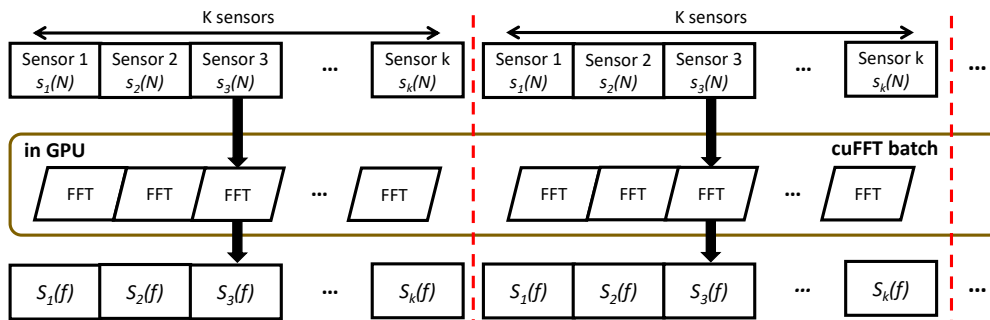 K sensors K sensors
Sensor 1 Sensor 2 Sensor 3 ... Sensor k Sensor 1 Sensor 2 Sensor 3 ... Sensor k ...
s1(N) s2(N) s3(N) sk(N) s1(N) s2(N) s3(N) sk(N)
in GPU cuFFT batch
FFT FFT FFT ... FFT FFT FFT FFT ... FFT
S1(f) S2(f) S3(f) ... Sk(f) S1(f) S2(f) S3(f) ... Sk(f) ...